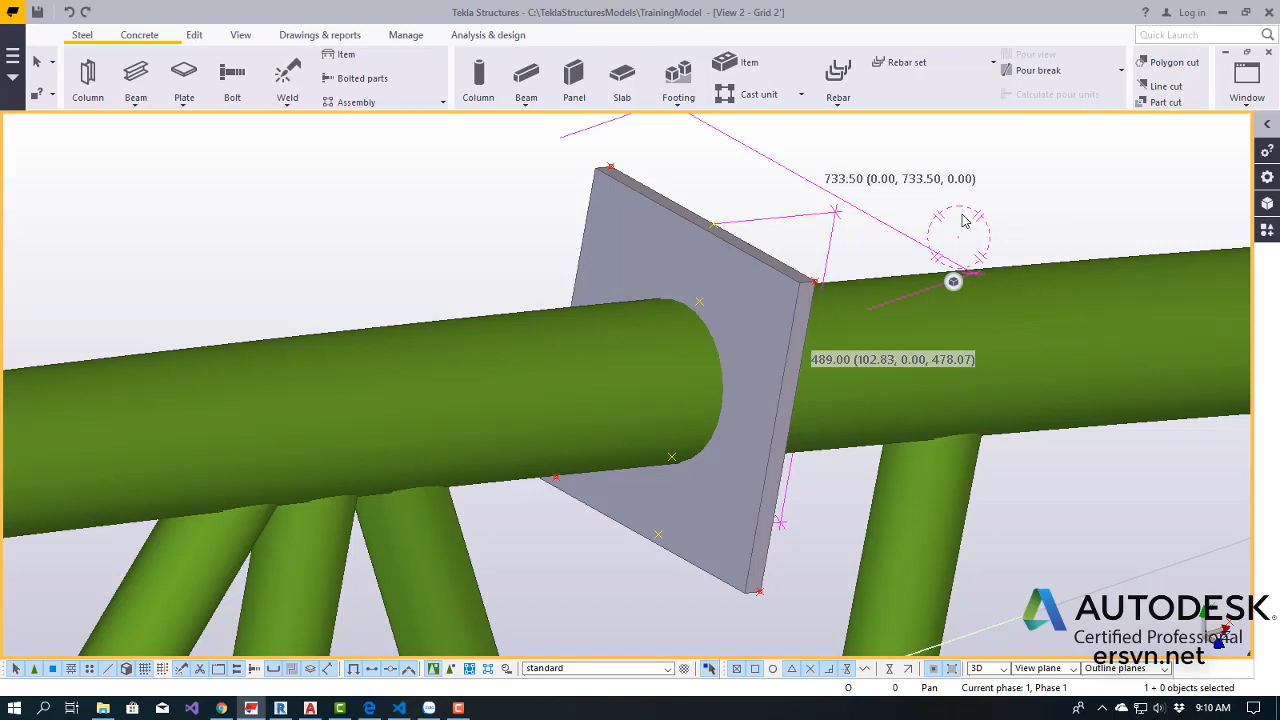 Tekla Structures - C:\TeklaStructuresModels\TrainingModel - [View 2 - Grid 2']
Log in
Steel Concrete Edit View Drawings & reports Manage Analysis & design
Quick Launch
Column Beam Plate Bolt Weld
Item
Bolted parts
Assembly
Column Beam Panel Slab Footing
Item
Cast unit
Rebar
Rebar set
Pour view
Pour break
Calculate pour units
Polygon cut
Line cut
Part cut
Window
733.50 (0.00, 733.50, 0.00)
489.00 (102.83, 0.00, 478.07)
AUTODESK
Certified Professional
ersvn.net
standard
3D View plane Outline planes
O 0 Pan Current phase: 1, Phase 1 1 + 0 objects selected
9:10 AM